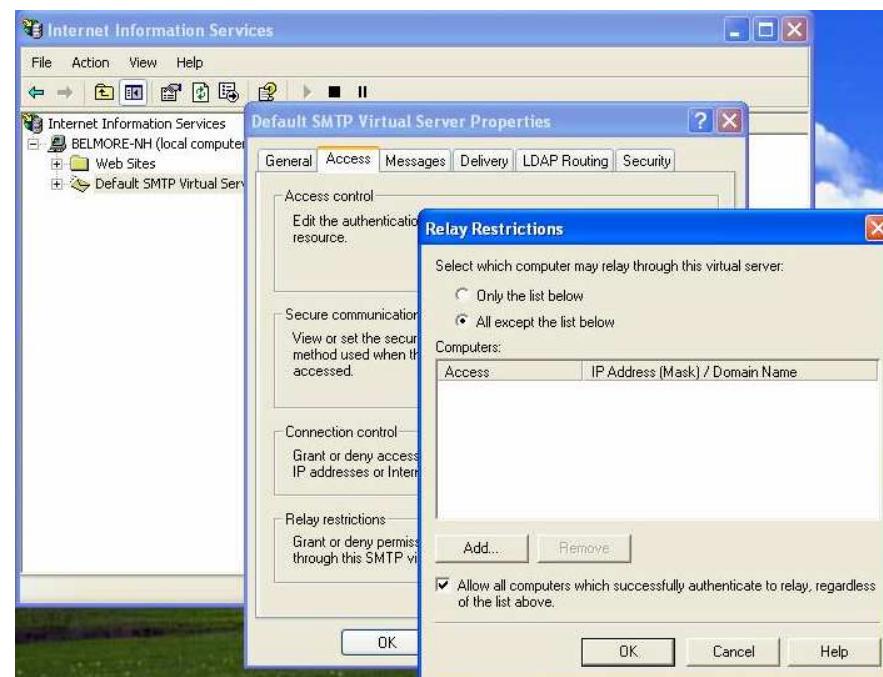 Internet Information Services
File Action View Help
Internet Information Services
BELMORE-NH (local computer
Web Sites
Default SMTP Virtual Serv
Default SMTP Virtual Server Properties
General Access Messages Delivery LDAP Routing Security
Access control
Edit the authenticatio
resource.
Secure communication
View or set the secur
method used when th
accessed.
Connection control
Grant or deny access
IP addresses or Intern
Relay restrictions
Grant or deny permiss
through this SMTP vi
OK
Relay Restrictions
Select which computer may relay through this virtual server:
Only the list below
All except the list below
Computers:
Access IP Address (Mask) / Domain Name
Add... Remove
Allow all computers which successfully authenticate to relay, regardless
of the list above.
OK Cancel Help